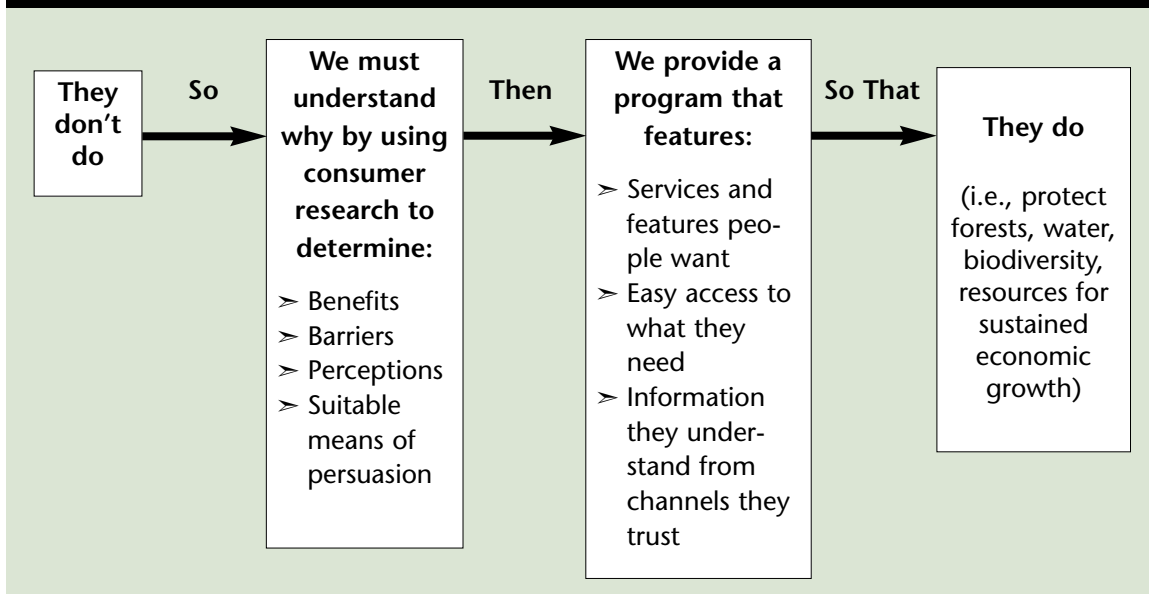 They
don't
do
So
We must
understand
why by using
consumer
research to
determine:
➣ Benefits
➣ Barriers
➣ Perceptions
➣ Suitable
means of
persuasion
Then
We provide a
program that
features:
➣ Services and
features peo-
ple want
➣ Easy access to
what they
need
➣ Information
they under-
stand from
channels they
trust
So That
They do
(i.e., protect
forests, water,
biodiversity,
resources for
sustained
economic
growth)